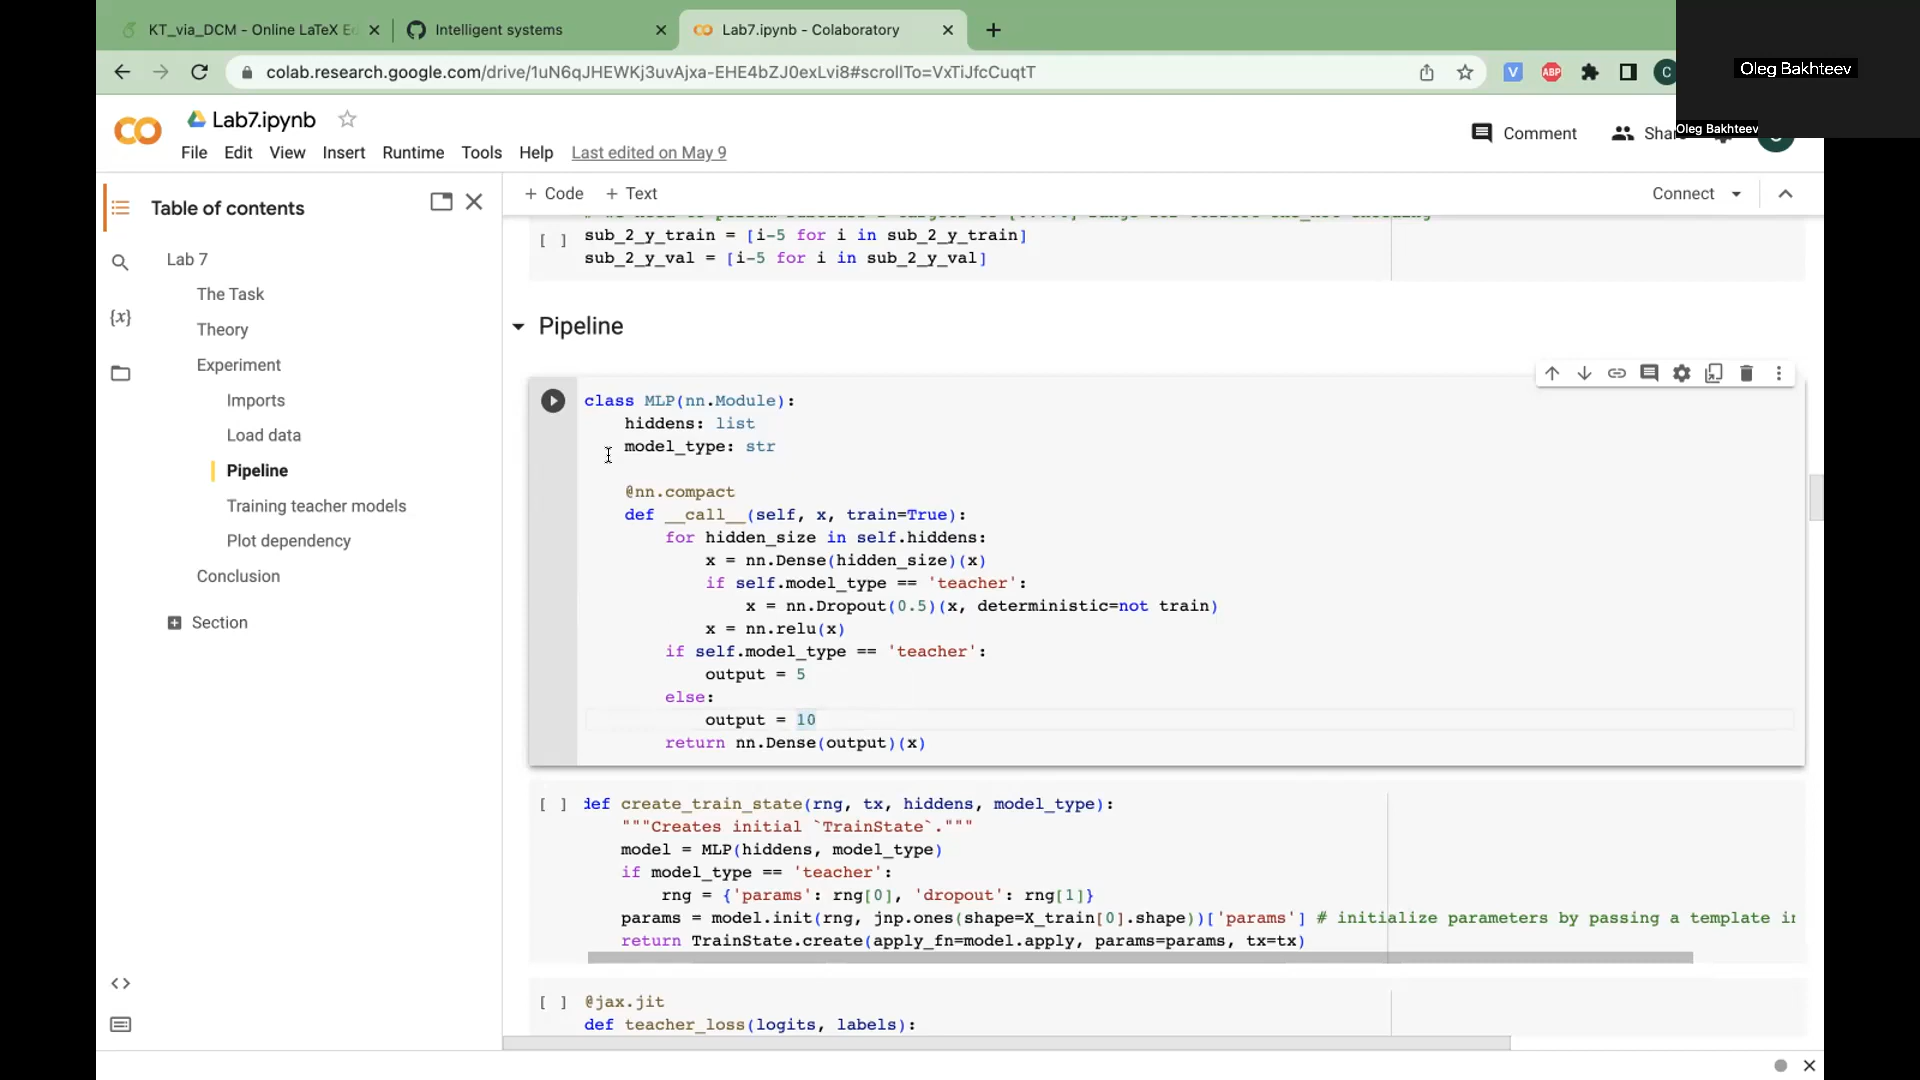 KT_via_DCM - Online LaTeX Ed
Intelligent systems
Lab7.ipynb - Colaboratory
colab.research.google.com/drive/1uN6qJHEWKj3uvAjxa-EHE4bZJ0exLvi8#scrollTo=VxTiJfcCuqtT
V
ABP
C
Oleg Bakhteev
Oleg Bakhteev
Lab7.ipynb
File Edit View Insert Runtime Tools Help Last edited on May 9
Comment
Shar
Table of contents
Lab 7
The Task
Theory
Experiment
Imports
Load data
Pipeline
Training teacher models
Plot dependency
Conclusion
Section
{x}
+ Code + Text
Connect
[ ] sub_2_y_train = [i-5 for i in sub_2_y_train]
sub_2_y_val = [i-5 for i in sub_2_y_val]
Pipeline
class MLP(nn.Module):
hiddens: list
model_type: str
@nn.compact
def __call__(self, x, train=True):
for hidden_size in self.hiddens:
x = nn.Dense(hidden_size)(x)
if self.model_type == 'teacher':
x = nn.Dropout(0.5)(x, deterministic=not train)
x = nn.relu(x)
if self.model_type == 'teacher':
output = 5
else:
output = 10
return nn.Dense(output)(x)
[ ] def create_train_state(rng, tx, hiddens, model_type):
"""Creates initial `TrainState`."""
model = MLP(hiddens, model_type)
if model_type == 'teacher':
rng = {'params': rng[0], 'dropout': rng[1]}
params = model.init(rng, jnp.ones(shape=X_train[0].shape))['params'] # initialize parameters by passing a template i
return TrainState.create(apply_fn=model.apply, params=params, tx=tx)
[ ] @jax.jit
def teacher_loss(logits, labels):